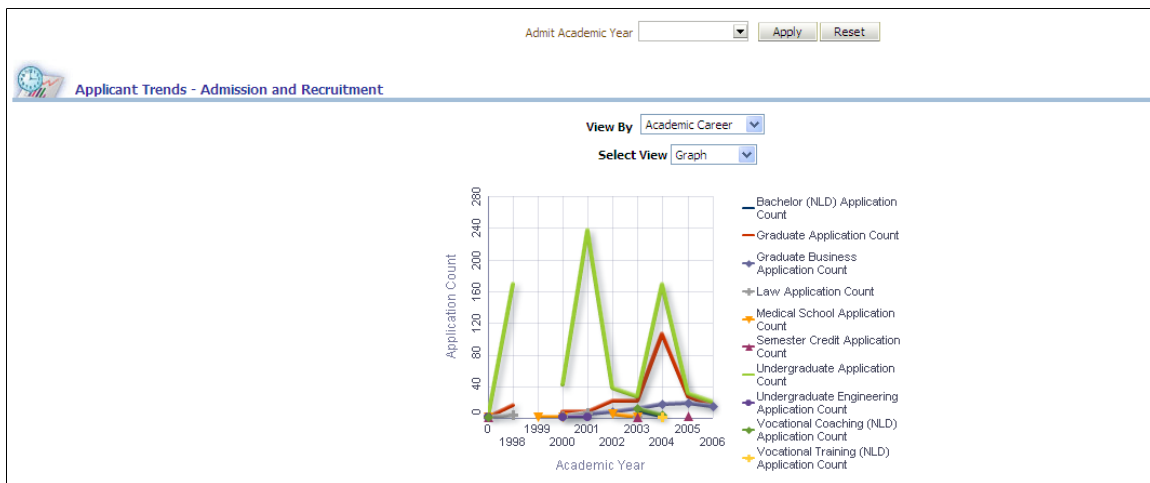 Admit Academic Year Apply Reset
Applicant Trends - Admission and Recruitment
View By Academic Career
Select View Graph
280
240
200
160
120
80
40
0
Application Count
0 1999 2001 2003 2005
1998 2000 2002 2004 2006
Academic Year
Bachelor (NLD) Application
Count
Graduate Application Count
Graduate Business
Application Count
Law Application Count
Medical School Application
Count
Semester Credit Application
Count
Undergraduate Application
Count
Undergraduate Engineering
Application Count
Vocational Coaching (NLD)
Application Count
Vocational Training (NLD)
Application Count